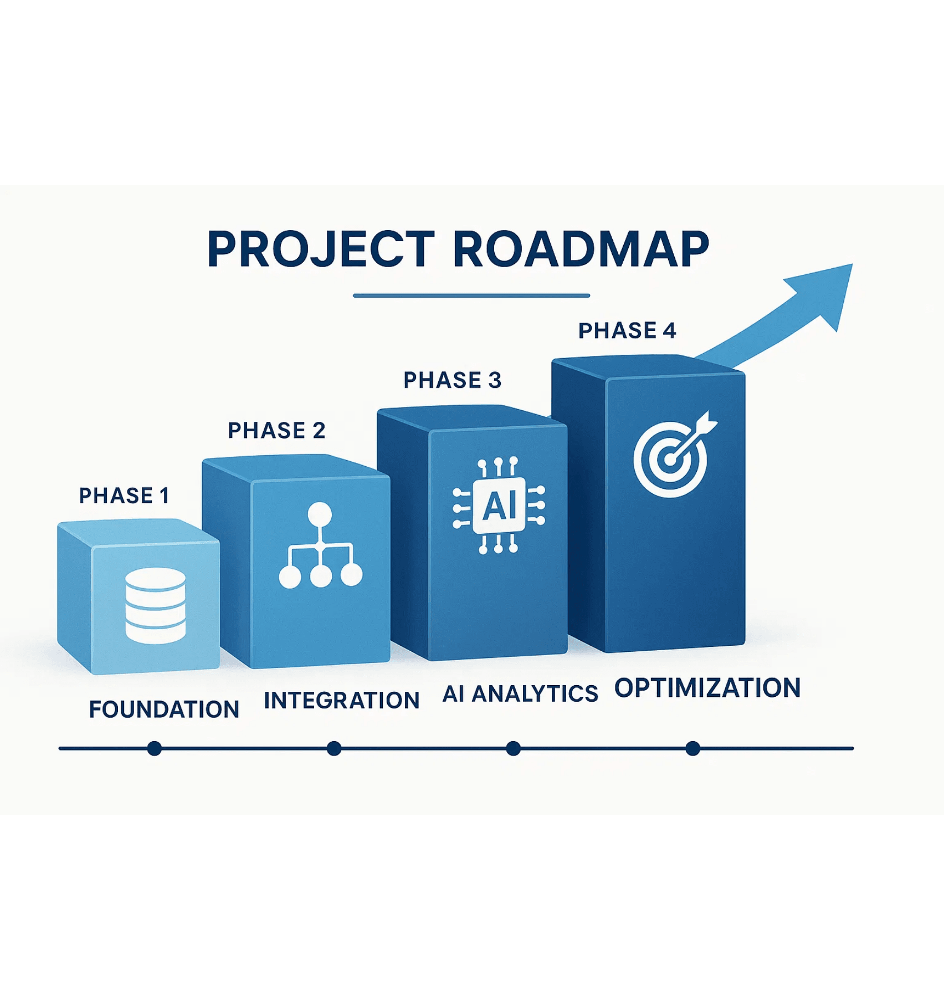 PROJECT ROADMAP
PHASE 1
PHASE 2
PHASE 3
PHASE 4
AI
FOUNDATION
INTEGRATION
AI ANALYTICS
OPTIMIZATION